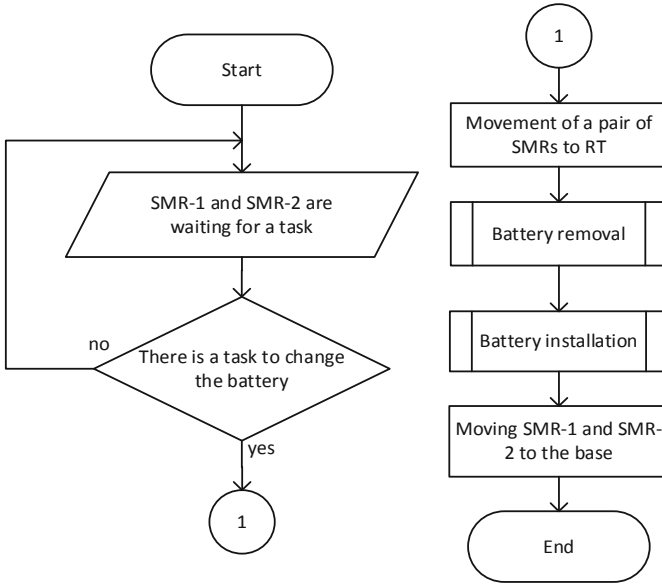 Start
SMR-1 and SMR-2 are
waiting for a task
no
There is a task to change
the battery
yes
1
1
Movement of a pair of
SMRs to RT
Battery removal
Battery installation
Moving SMR-1 and SMR-
2 to the base
End